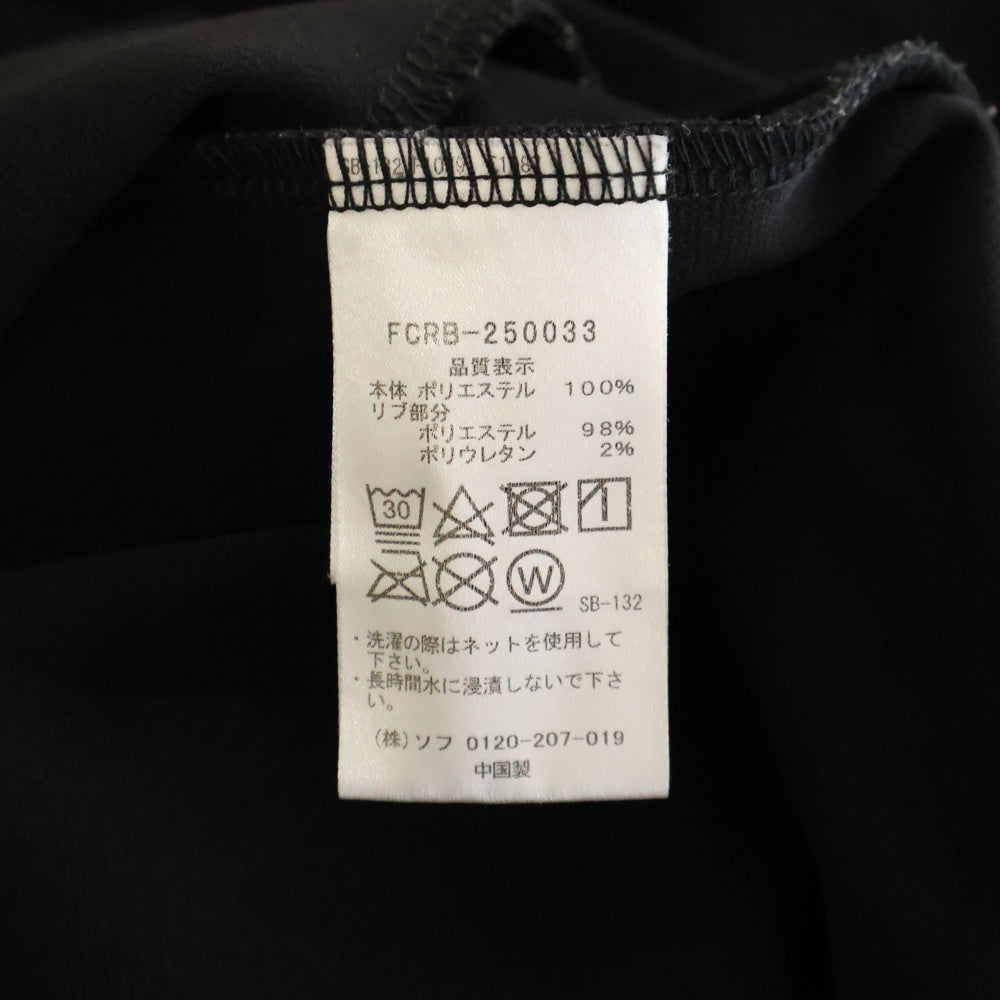 FCRB-250033
品質表示
本体 ポリエステル 100%
リブ部分
ポリエステル 98%
ポリウレタン 2%
30
W
SB-132
・洗濯の際はネットを使用して
下さい。
・長時間水に浸漬しないで下さ
い。
(株)ソフ 0120-207-019
中国製